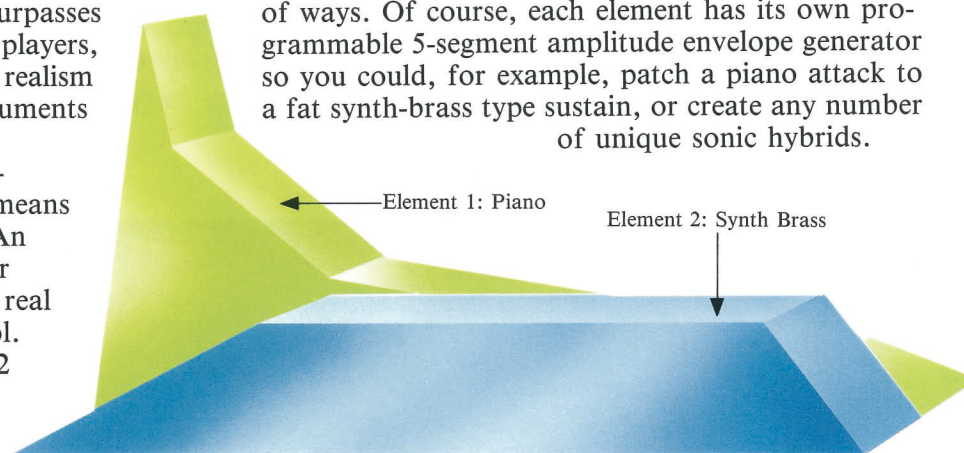 urpasses
players,
realism
uments
-
means
An
r
real
ol.
2
of ways. Of course, each element has its own pro-
grammable 5-segment amplitude envelope generator
so you could, for example, patch a piano attack to
a fat synth-brass type sustain, or create any number
of unique sonic hybrids.
Element 1: Piano
Element 2: Synth Brass